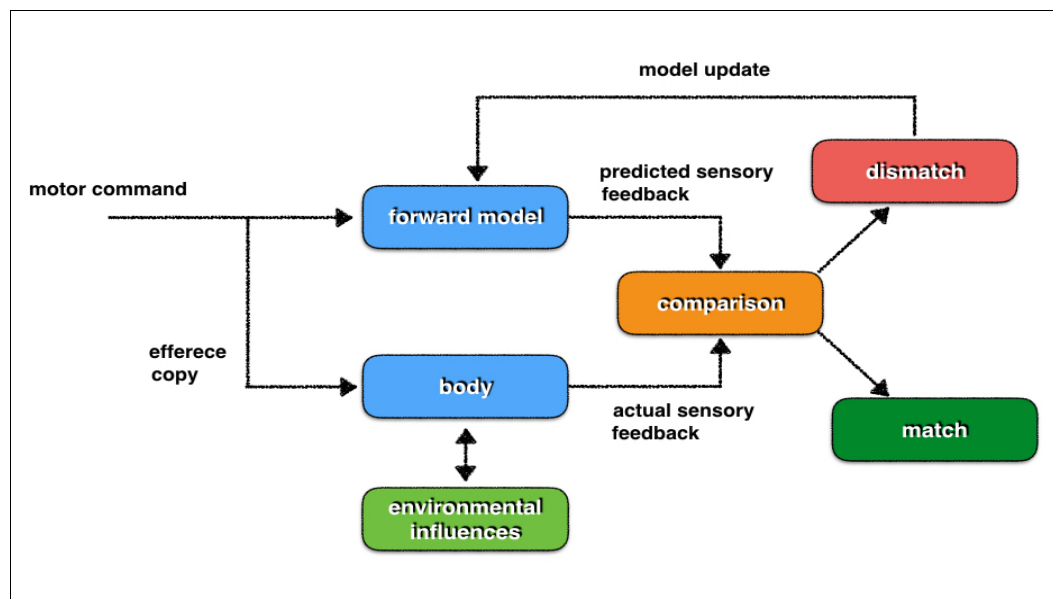 model update
dismatch
predicted sensory
feedback
motor command
forward model
comparison
efferece
copy
body
actual sensory
feedback
match
environmental
influences